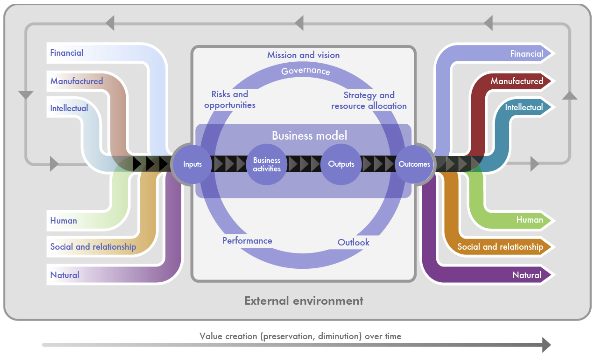 Financial
Manufactured
Intellectual
Human
Social and relationship
Natural
Mission and vision
Governance
Risks and
opportunities
Strategy and
resource allocation
Business model
Inputs
Business
activities
Outputs
Outcomes
Performance
Outlook
Financial
Manufactured
Intellectual
Human
Social and relationship
Natural
External environment
Value creation (preservation, diminution) over time